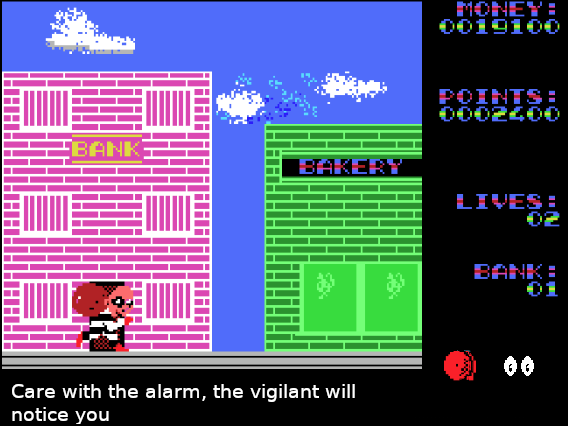 MONEY:
0019100
BANK
BAKERY
POINTS:
0002400
LIVES:
02
BANK:
01
Care with the alarm, the vigilant will
notice you